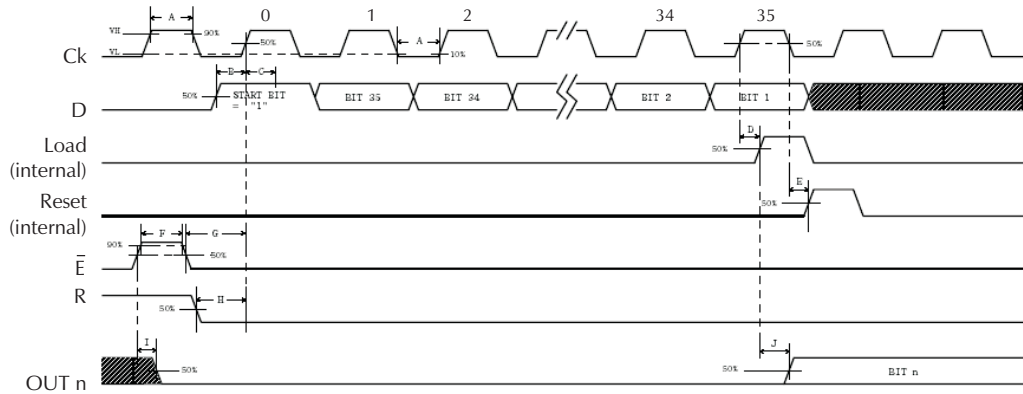 0 1 2 34 35
A
VH 90% 50% 50%
VL A 10%
Ck
B C
50% START BIT = "1" BIT 35 BIT 34 BIT 2 BIT 1
D
Load
(internal)
D
50%
Reset
(internal)
E
50%
F G
90% 50%
E̅
R
H
50%
I J
50% 50%
OUT n BIT n